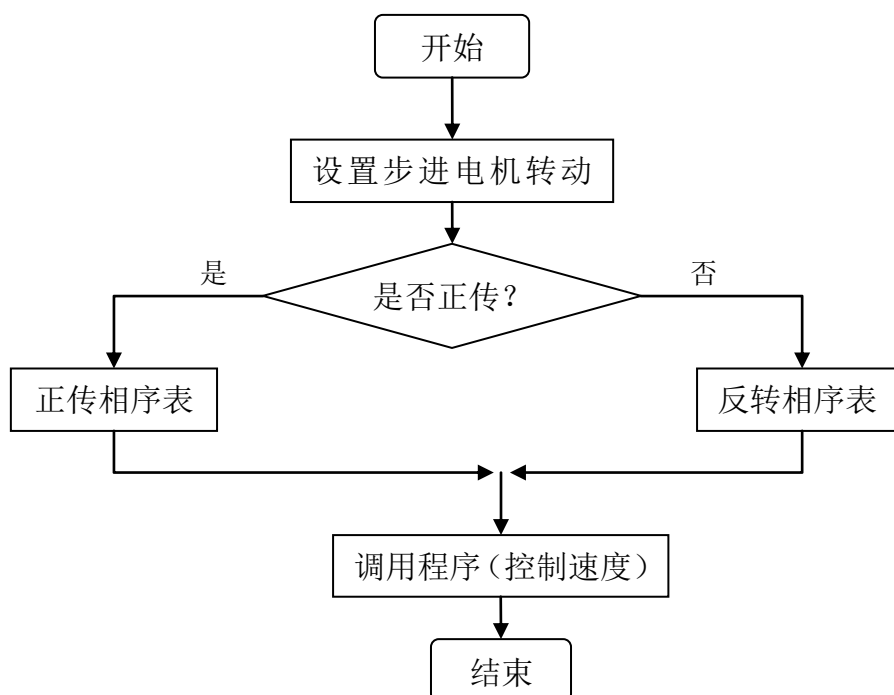 开始
设置步进电机转动
是
否
是否正传？
正传相序表
反转相序表
调用程序（控制速度）
结束